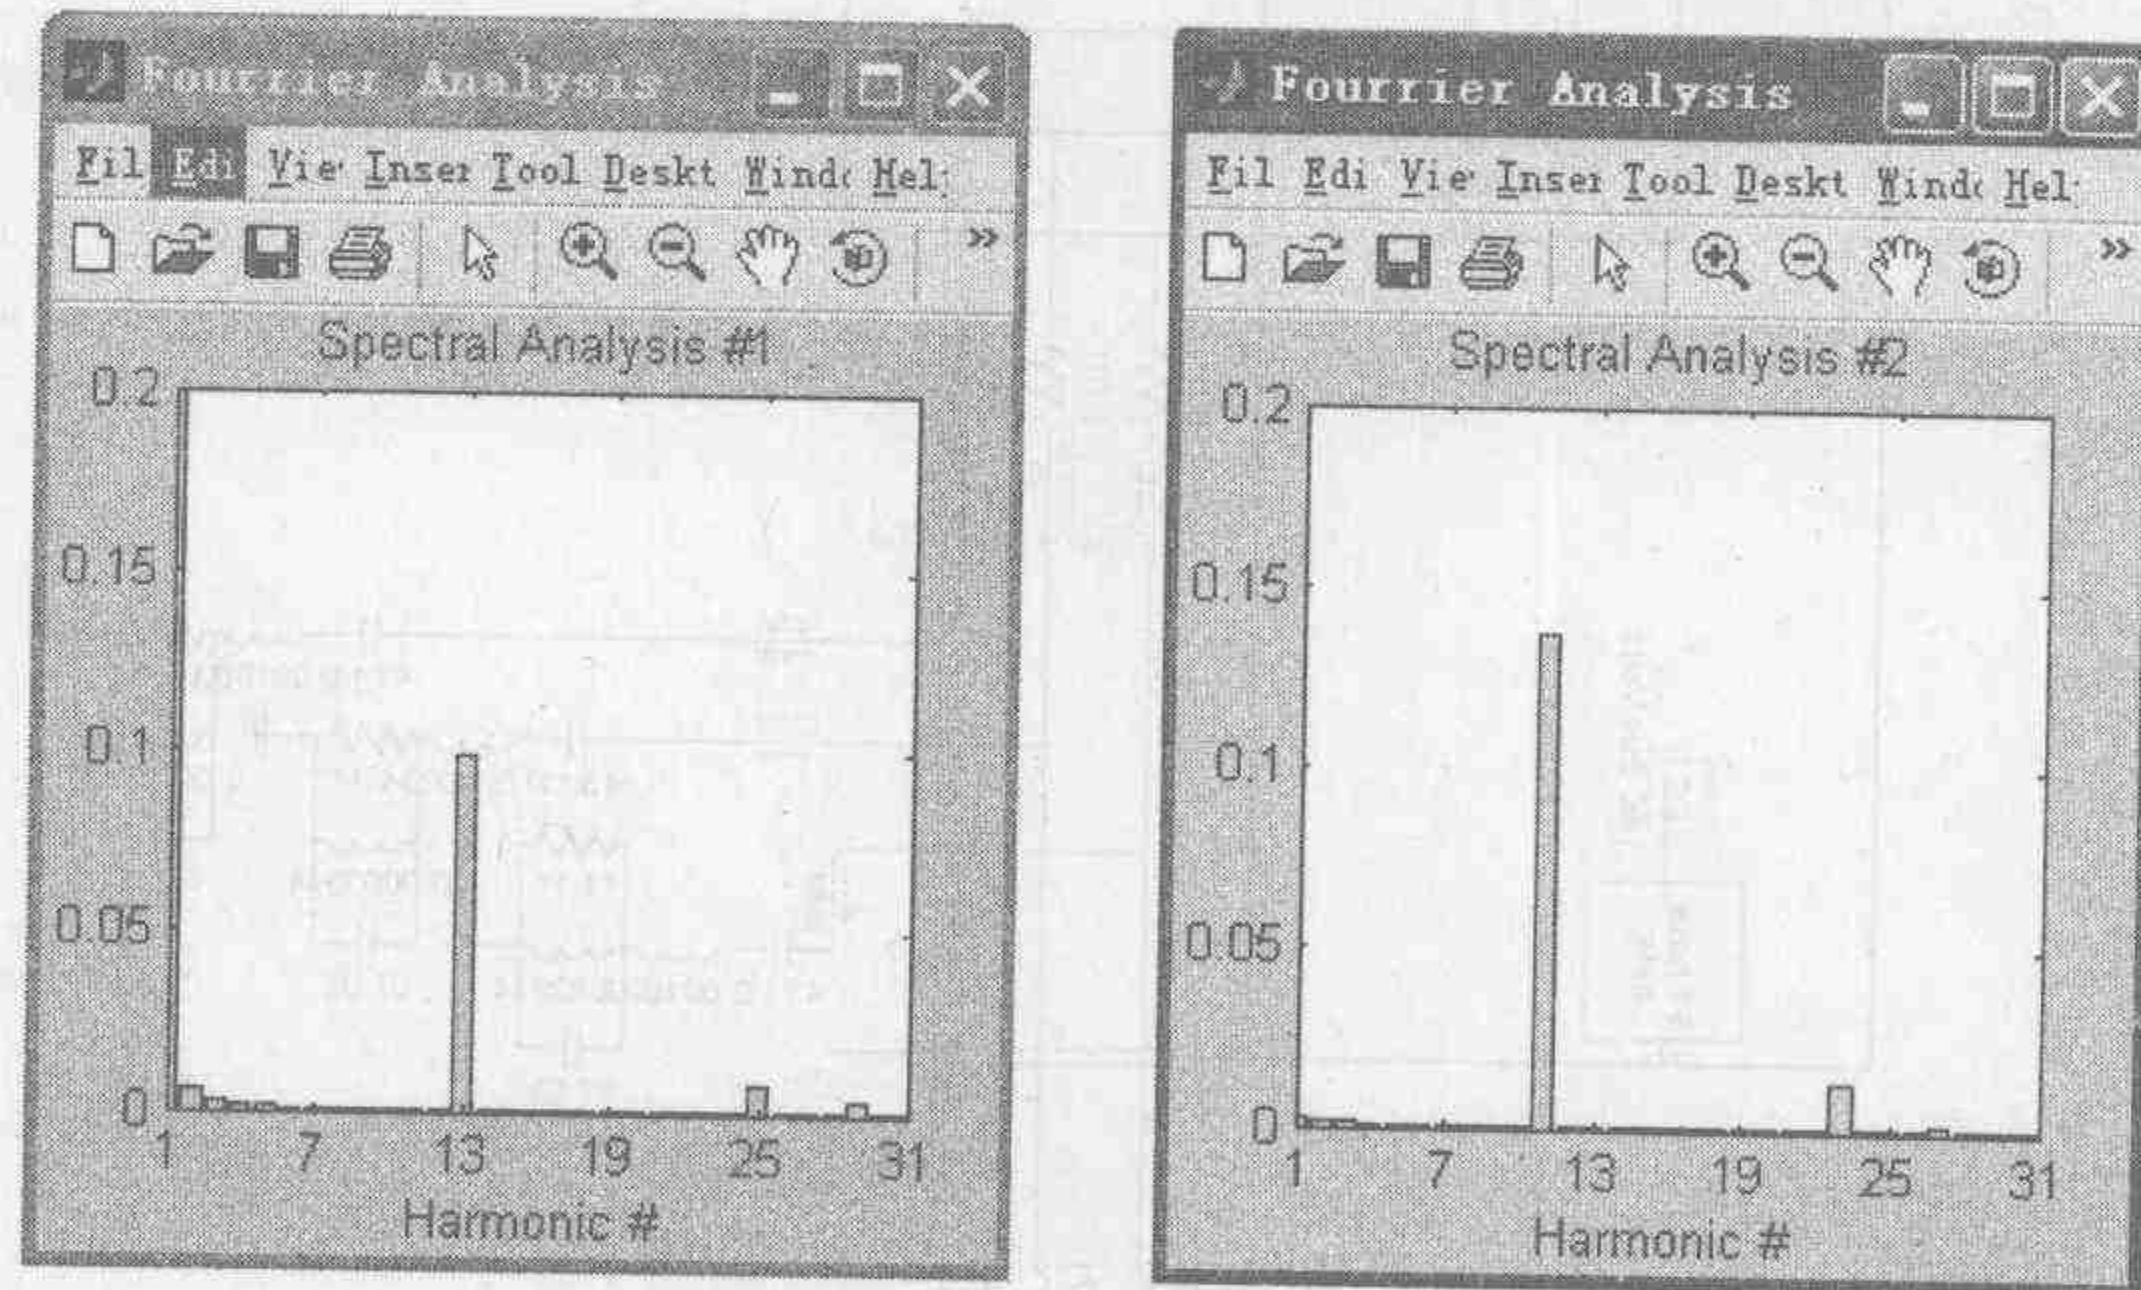 Fourrier Analysis
Fil Edi Vie Inser Tool Deskt Wind Hel
Spectral Analysis #1
0.2
0.15
0.1
0.05
0
1 7 13 19 25 31
Harmonic #
Fourrier Analysis
Fil Edi Vie Inser Tool Deskt Wind Hel
Spectral Analysis #2
0.2
0.15
0.1
0.05
0
1 7 13 19 25 31
Harmonic #